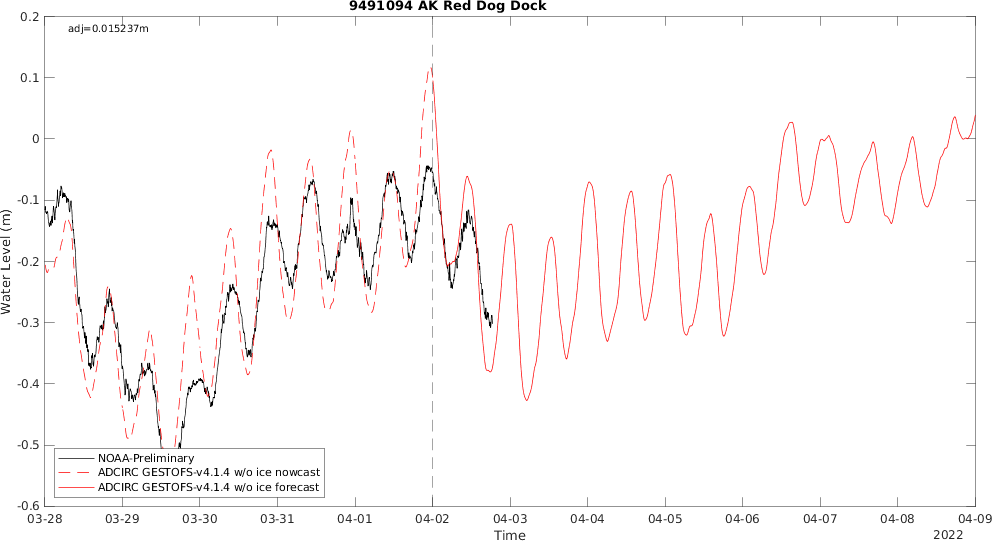 9491094 AK Red Dog Dock
adj=0.015237m
0.2
0.1
0
-0.1
-0.2
-0.3
-0.4
-0.5
-0.6
Water Level (m)
NOAA-Preliminary
ADCIRC GESTOFS-v4.1.4 w/o ice nowcast
ADCIRC GESTOFS-v4.1.4 w/o ice forecast
03-28 03-29 03-30 03-31 04-01 04-02 04-03 04-04 04-05 04-06 04-07 04-08 04-09
Time
2022